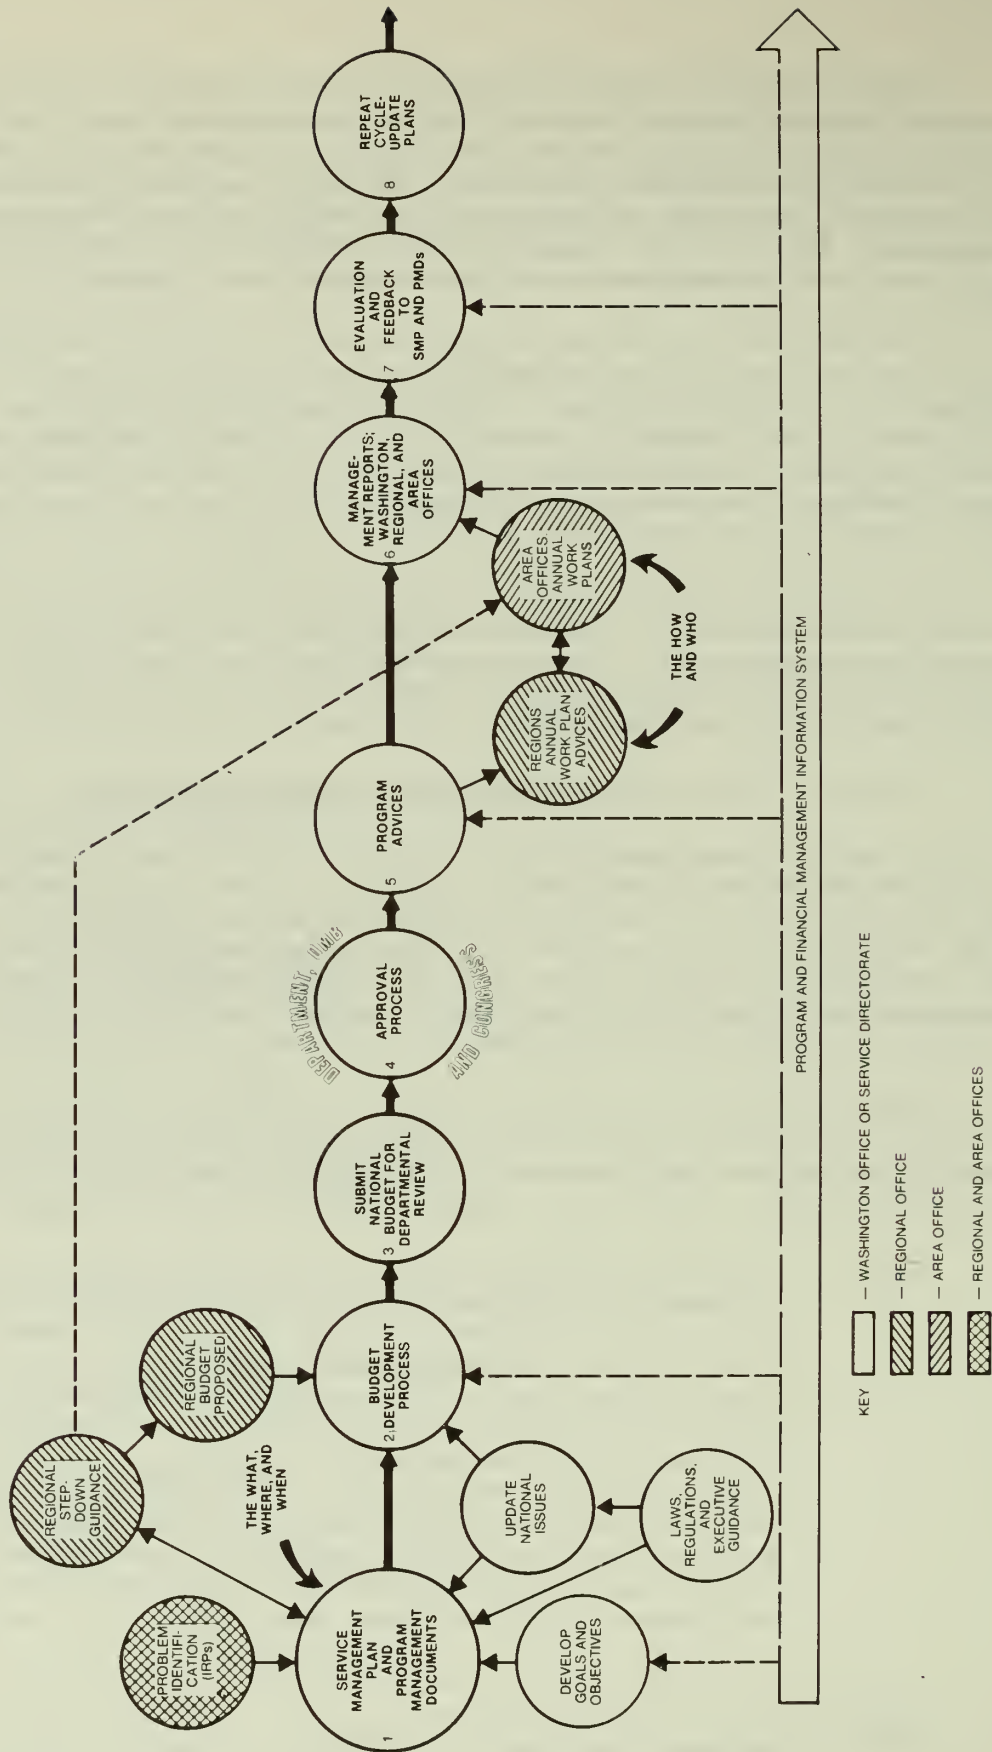 PROBLEM
IDENTIFI-
CATION
(IRPs)
REGIONAL
STEP-
DOWN
GUIDANCE
REGIONAL
BUDGET
PROPOSED
THE WHAT,
WHERE, AND
WHEN
SERVICE
MANAGEMENT
PLAN
AND
PROGRAM
MANAGEMENT
DOCUMENTS
1
DEVELOP
GOALS AND
OBJECTIVES
UPDATE
NATIONAL
ISSUES
LAWS,
REGULATIONS.
AND
EXECUTIVE
GUIDANCE
BUDGET
2 DEVELOPMENT
PROCESS
SUBMIT
NATIONAL
BUDGET FOR
3 DEPARTMENTAL
REVIEW
DEPARTMENT, OMB
APPROVAL
PROCESS
4
AND CONGRESS
PROGRAM
ADVICES
5
REGIONS
ANNUAL
WORK PLAN
ADVICES
AREA
OFFICES.
ANNUAL
WORK
PLANS
THE HOW
AND WHO
MANAGE-
MENT REPORTS;
WASHINGTON,
REGIONAL, AND
AREA
OFFICES
6
EVALUATION
AND
FEEDBACK
TO
SMP AND PMDs
7
REPEAT
CYCLE-
UPDATE
PLANS
8
PROGRAM AND FINANCIAL MANAGEMENT INFORMATION SYSTEM
KEY — WASHINGTON OFFICE OR SERVICE DIRECTORATE
— REGIONAL OFFICE
— AREA OFFICE
— REGIONAL AND AREA OFFICES